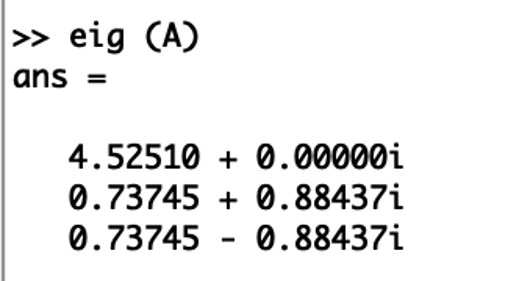 >> eig (A)
ans =
4.52510 + 0.00000i
0.73745 + 0.88437i
0.73745 - 0.88437i